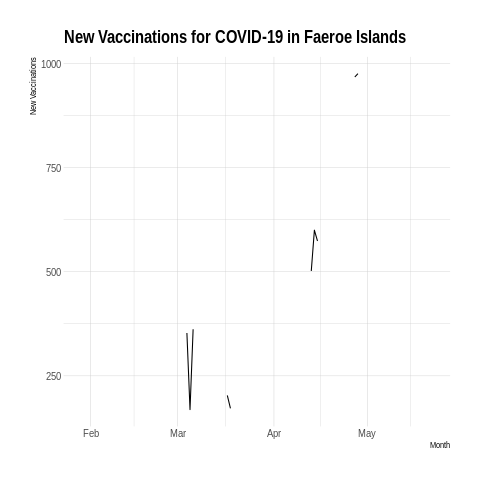 New Vaccinations for COVID-19 in Faeroe Islands
New Vaccinations
1000
750
500
250
Feb Mar Apr May
Month